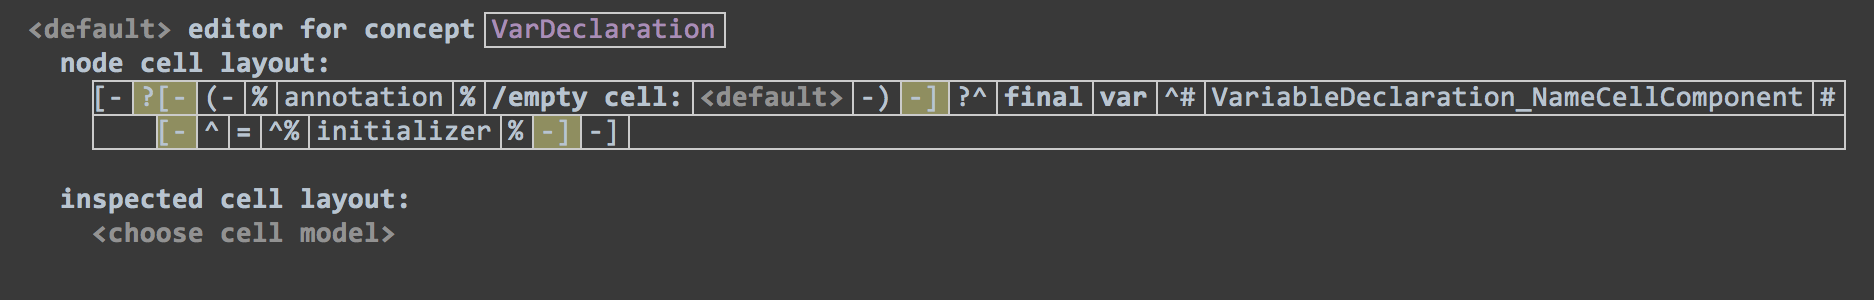 <default> editor for concept VarDeclaration
node cell layout:
[- ?[- (- % annotation % /empty cell: <default> -) -] ?^ final var ^# VariableDeclaration_NameCellComponent #
[- ^ = ^% initializer % -] -]
inspected cell layout:
<choose cell model>